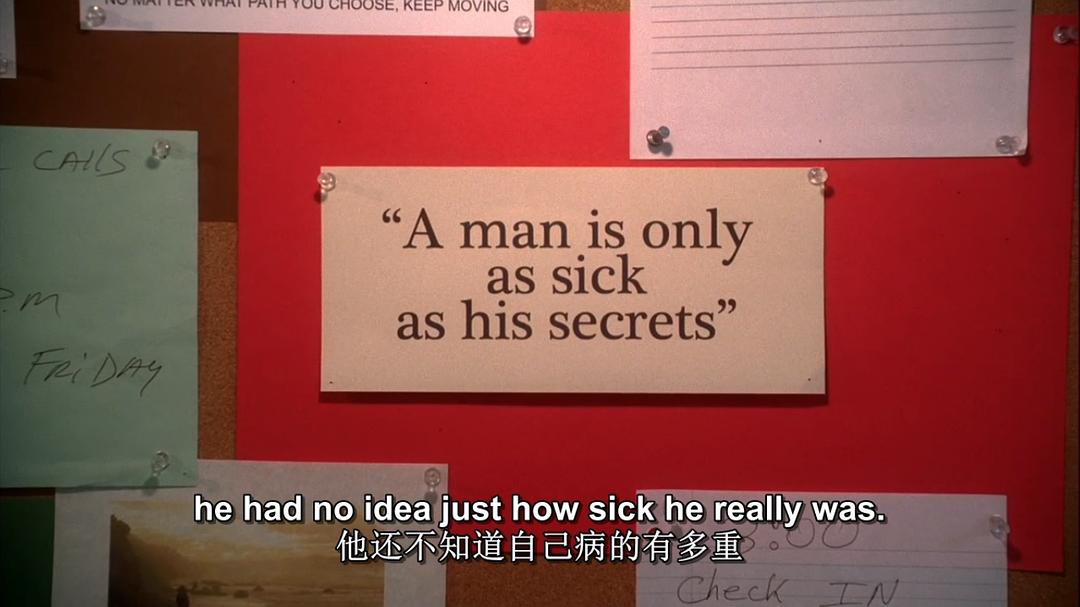 NO MATTER WHAT PATH YOU CHOOSE, KEEP MOVING
CALLS
P.M
FRIDAY
“A man is only
as sick
as his secrets”
8:00
Check IN
he had no idea just how sick he really was.
他还不知道自己病的有多重